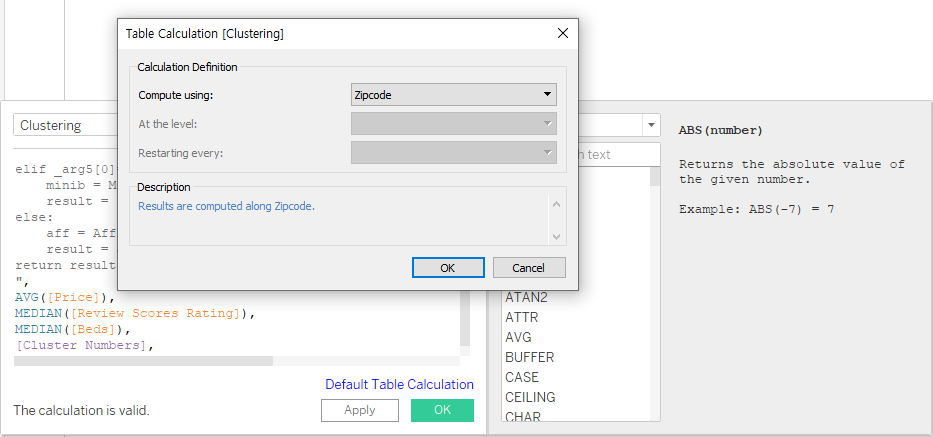 Table Calculation [Clustering]
Calculation Definition
Compute using:
Zipcode
At the level:
Restarting every:
Description
Results are computed along Zipcode.
OK
Cancel
Clustering
elif _arg5[0]
minib = M
result =
else:
aff = Aff
result =
return result
",
AVG([Price]),
MEDIAN([Review Scores Rating]),
MEDIAN([Beds]),
[Cluster Numbers],
Default Table Calculation
The calculation is valid.
Apply
OK
text
ATAN2
ATTR
AVG
BUFFER
CASE
CEILING
CHAR
ABS(number)
Returns the absolute value of
the given number.
Example: ABS(-7) = 7